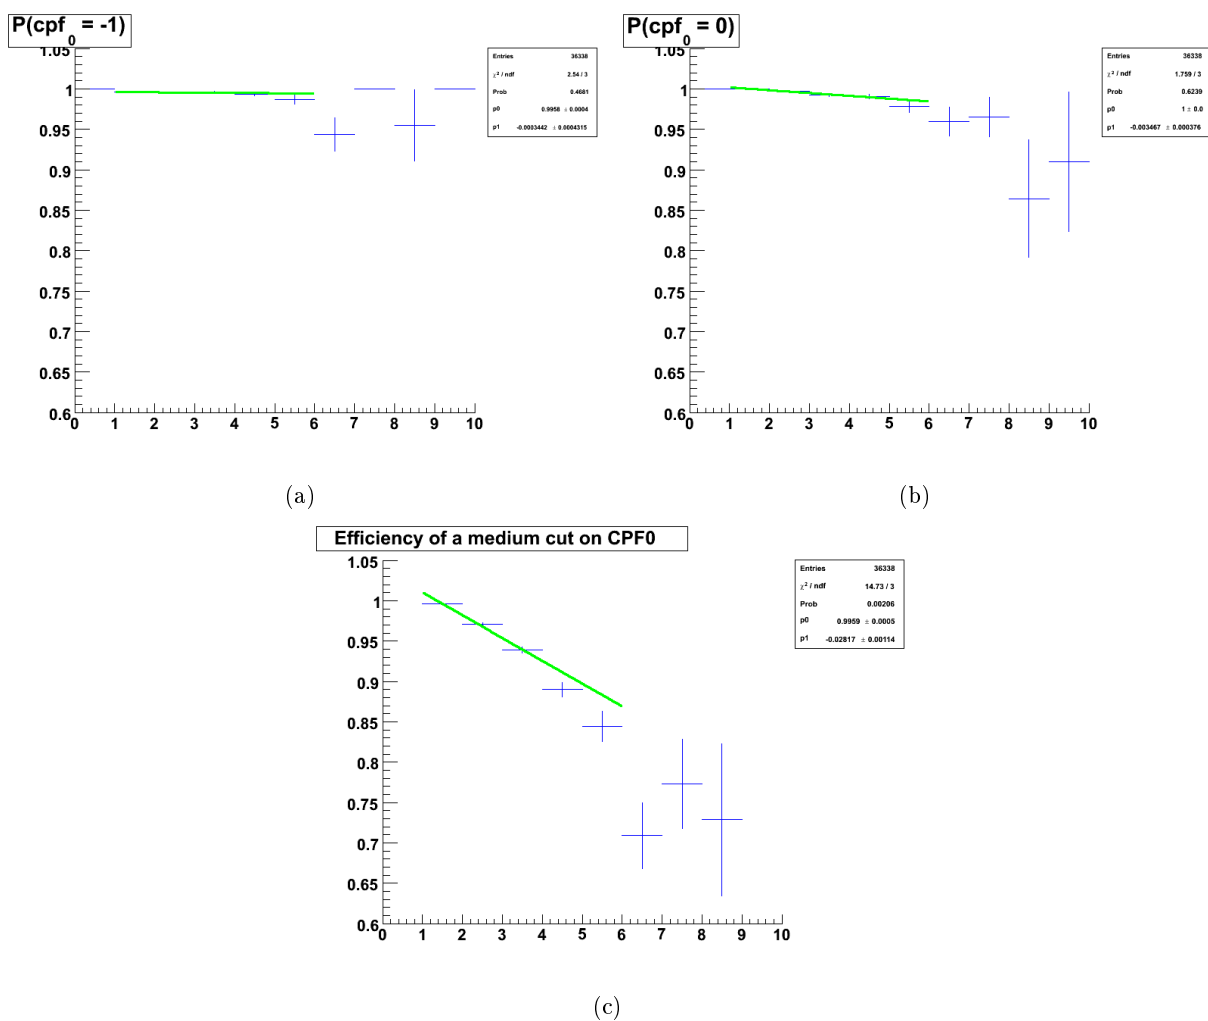 P(cpf0 = -1)
1.05
1
0.95
0.9
0.85
0.8
0.75
0.7
0.65
0.6
0 1 2 3 4 5 6 7 8 9 10
Entries 36338
χ² / ndf 2.54 / 3
Prob 0.4681
p0 0.9958 ± 0.0004
p1 -0.0003442 ± 0.0004315
(a)
P(cpf0 = 0)
1.05
1
0.95
0.9
0.85
0.8
0.75
0.7
0.65
0.6
0 1 2 3 4 5 6 7 8 9 10
Entries 36338
χ² / ndf 1.759 / 3
Prob 0.6239
p0 1 ± 0.0
p1 -0.003467 ± 0.000376
(b)
Efficiency of a medium cut on CPF0
1.05
1
0.95
0.9
0.85
0.8
0.75
0.7
0.65
0.6
0 1 2 3 4 5 6 7 8 9 10
Entries 36338
χ² / ndf 14.73 / 3
Prob 0.00206
p0 0.9959 ± 0.0005
p1 -0.02817 ± 0.00114
(c)